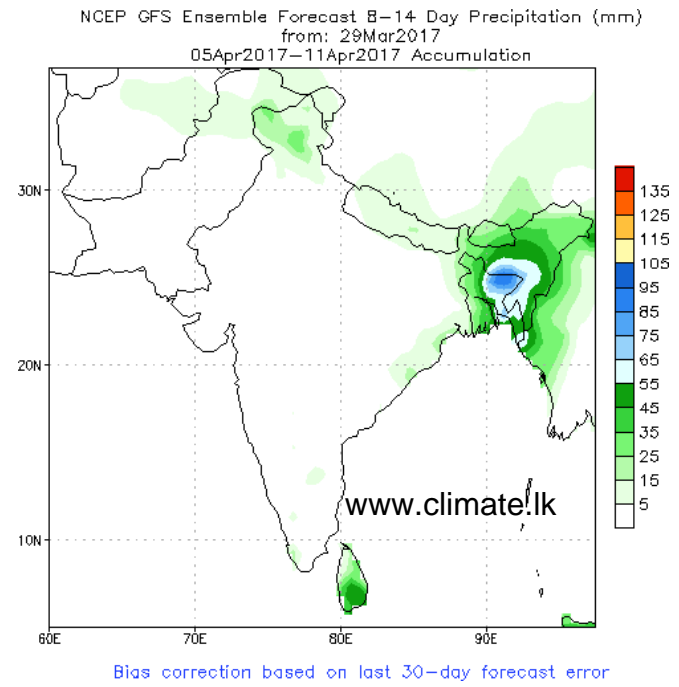 NCEP GFS Ensemble Forecast 8-14 Day Precipitation (mm)
from: 29Mar2017
05Apr2017-11Apr2017 Accumulation
30N
20N
10N
60E
70E
80E
90E
135
125
115
105
95
85
75
65
55
45
35
25
15
5
www.climate.lk
Bias correction based on last 30-day forecast error